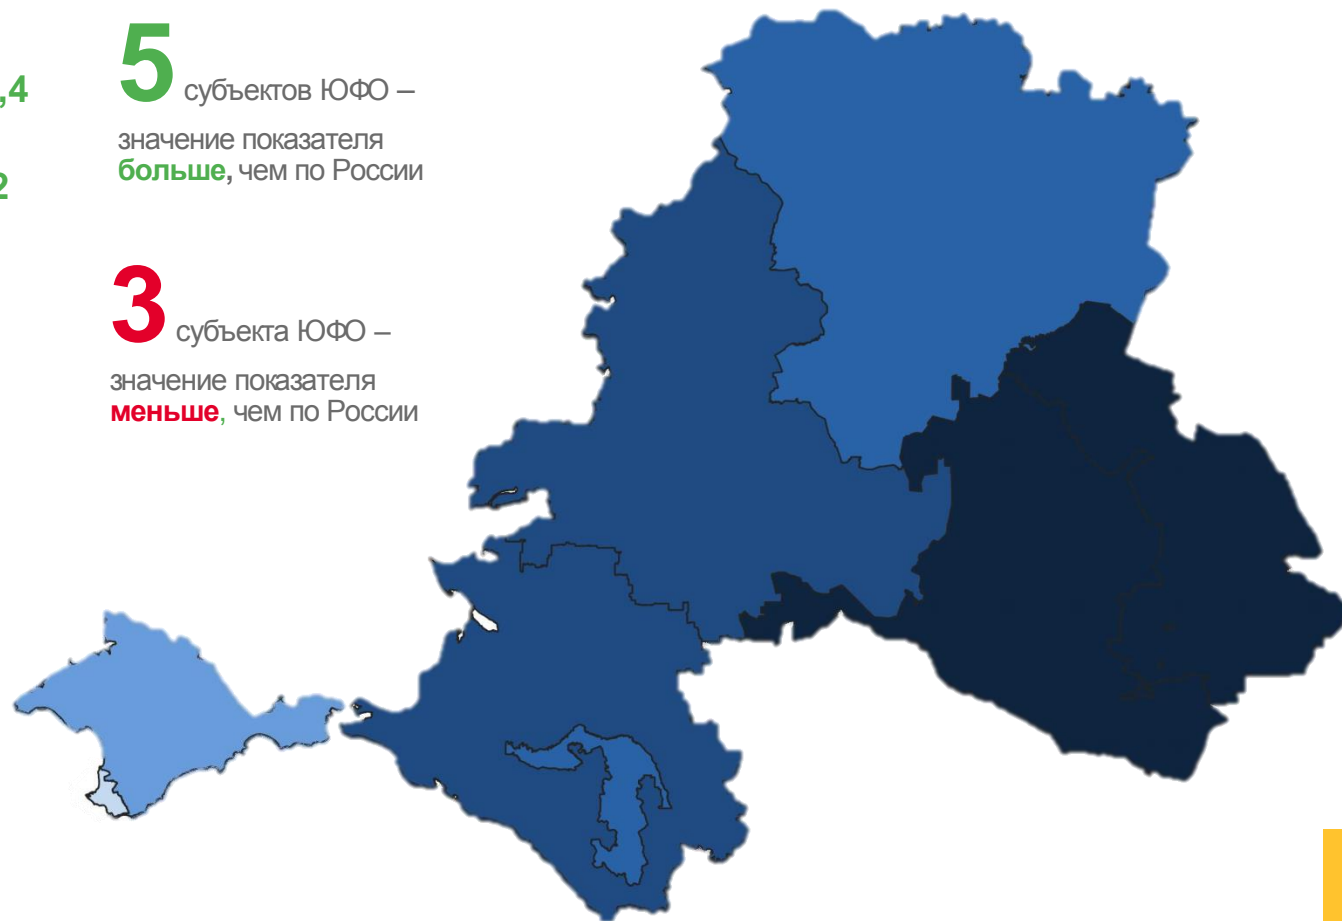 ,4
2
5 субъектов ЮФО –
значение показателя
больше, чем по России
3 субъекта ЮФО –
значение показателя
меньше, чем по России